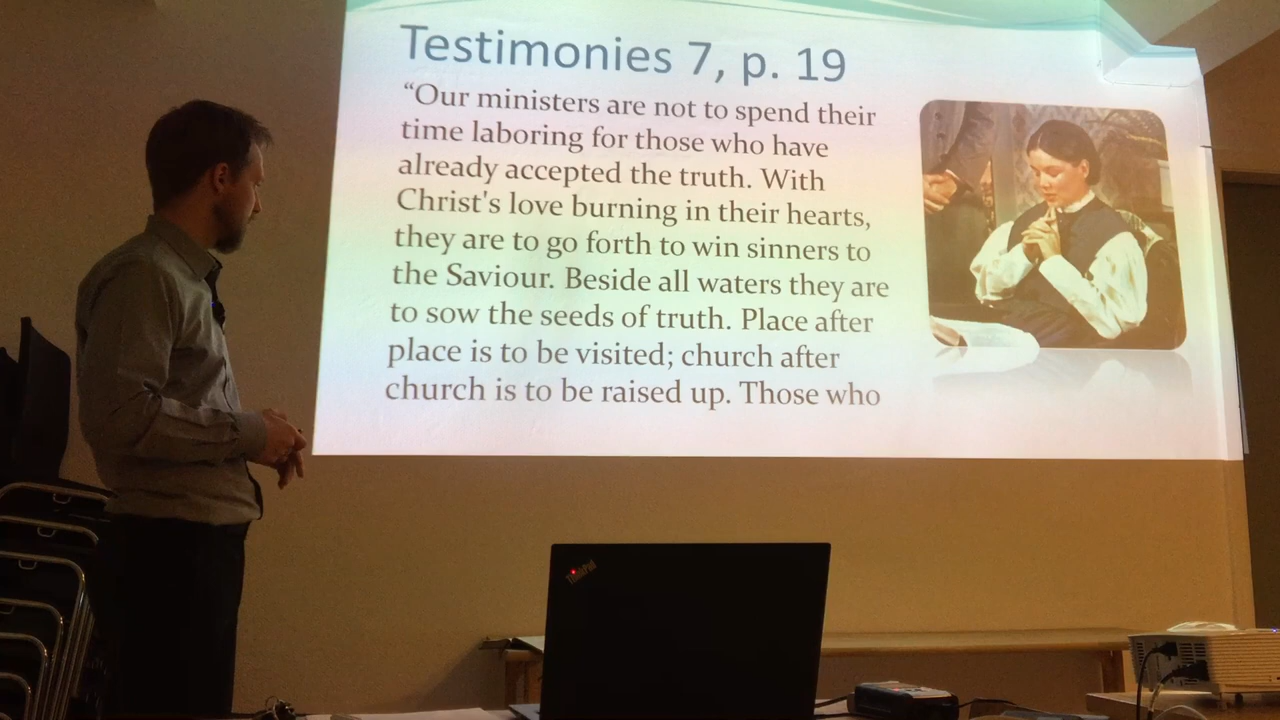 Testimonies 7, p. 19
“Our ministers are not to spend their
time laboring for those who have
already accepted the truth. With
Christ's love burning in their hearts,
they are to go forth to win sinners to
the Saviour. Beside all waters they are
to sow the seeds of truth. Place after
place is to be visited; church after
church is to be raised up. Those who
ThinkPad